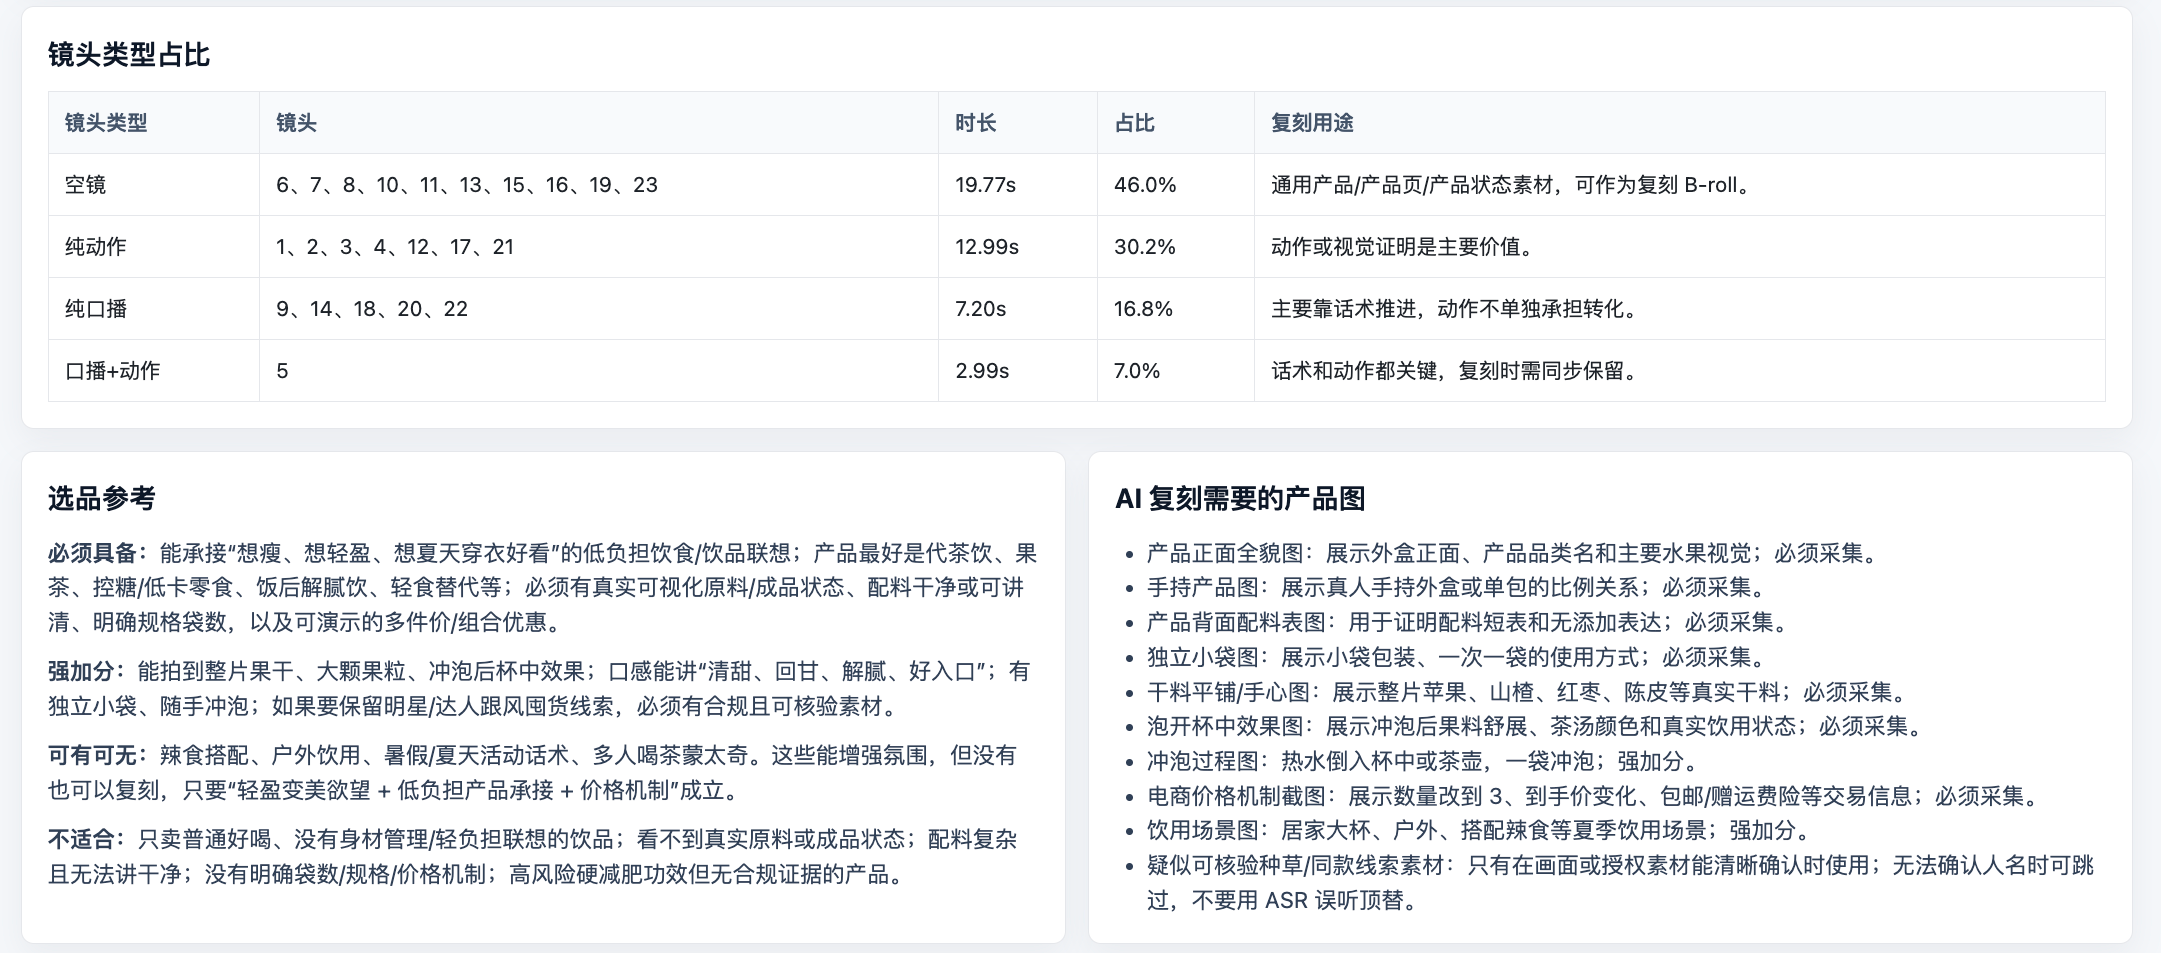 镜头类型占比
镜头类型 镜头 时长 占比 复刻用途
空镜 6、7、8、10、11、13、15、16、19、23 19.77s 46.0% 通用产品/产品页/产品状态素材，可作为复刻 B-roll。
纯动作 1、2、3、4、12、17、21 12.99s 30.2% 动作或视觉证明是主要价值。
纯口播 9、14、18、20、22 7.20s 16.8% 主要靠话术推进，动作不单独承担转化。
口播+动作 5 2.99s 7.0% 话术和动作都关键，复刻时需同步保留。
选品参考
必须具备：能承接“想瘦、想轻盈、想夏天穿衣好看”的低负担饮食/饮品联想；产品最好是代茶饮、果
茶、控糖/低卡零食、饭后解腻饮、轻食替代等；必须有真实可视化原料/成品状态、配料干净或可讲
清、明确规格袋数，以及可演示的多件价/组合优惠。
强加分：能拍到整片果干、大颗果粒、冲泡后杯中效果；口感能讲“清甜、回甘、解腻、好入口”；有
独立小袋、随手冲泡；如果要保留明星/达人跟风囤货线索，必须有合规且可核验素材。
可有可无：辣食搭配、户外饮用、暑假/夏天活动话术、多人喝茶蒙太奇。这些能增强氛围，但没有
也可以复刻，只要“轻盈变美欲望 + 低负担产品承接 + 价格机制”成立。
不适合：只卖普通好喝、没有身材管理/轻负担联想的饮品；看不到真实原料或成品状态；配料复杂
且无法讲干净；没有明确袋数/规格/价格机制；高风险硬减肥功效但无合规证据的产品。
AI 复刻需要的产品图
• 产品正面全貌图：展示外盒正面、产品品类名和主要水果视觉；必须采集。
• 手持产品图：展示真人手持外盒或单包的比例关系；必须采集。
• 产品背面配料表图：用于证明配料短表和无添加表达；必须采集。
• 独立小袋图：展示小袋包装、一次一袋的使用方式；必须采集。
• 干料平铺/手心图：展示整片苹果、山楂、红枣、陈皮等真实干料；必须采集。
• 泡开杯中效果图：展示冲泡后果料舒展、茶汤颜色和真实饮用状态；必须采集。
• 冲泡过程图：热水倒入杯中或茶壶，一袋冲泡；强加分。
• 电商价格机制截图：展示数量改到 3、到手价变化、包邮/赠运费险等交易信息；必须采集。
• 饮用场景图：居家大杯、户外、搭配辣食等夏季饮用场景；强加分。
• 疑似可核验种草/同款线索素材：只有在画面或授权素材能清晰确认时使用；无法确认人名时可跳
过，不要用 ASR 误听顶替。